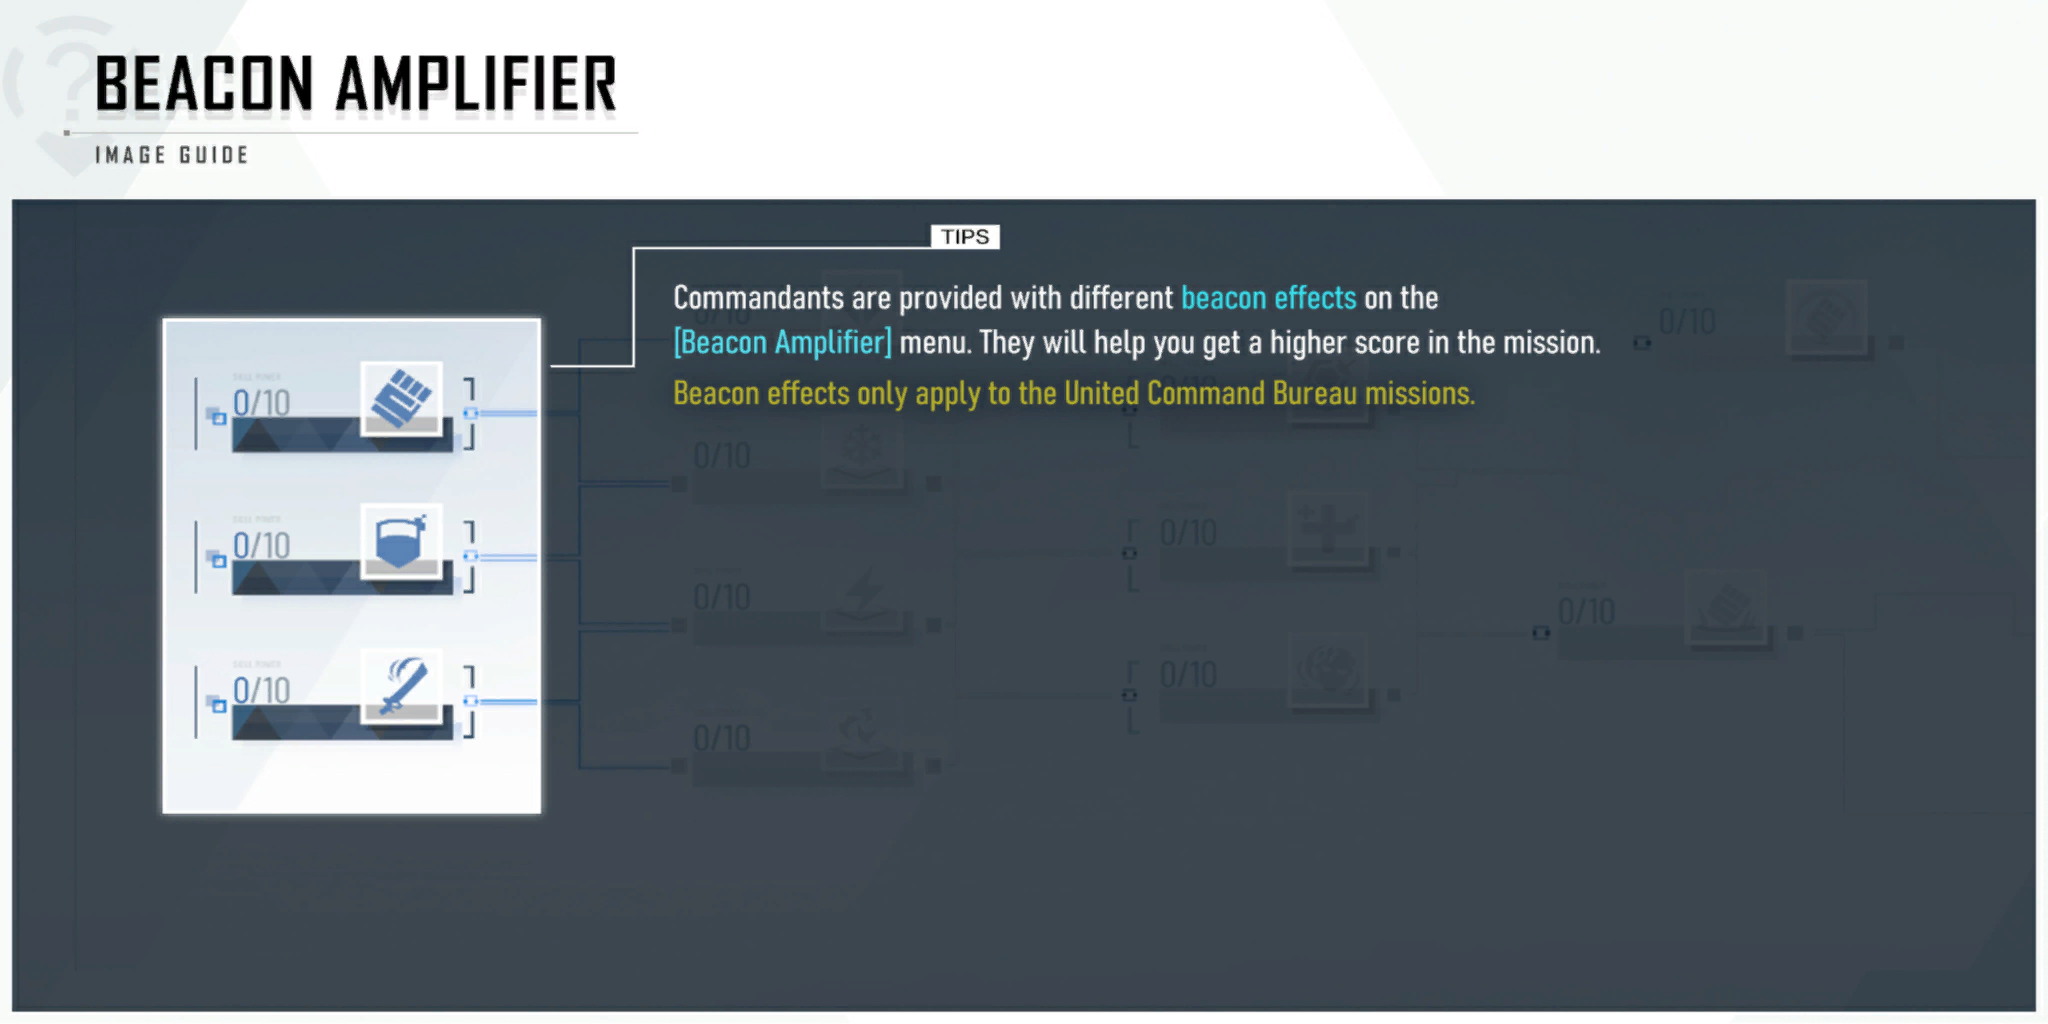 BEACON AMPLIFIER
IMAGE GUIDE
TIPS
Commandants are provided with different beacon effects on the
[Beacon Amplifier] menu. They will help you get a higher score in the mission.
Beacon effects only apply to the United Command Bureau missions.
0/10
0/10
0/10
0/10
0/10
0/10
0/10
0/10
0/10
0/10
0/10
0/10